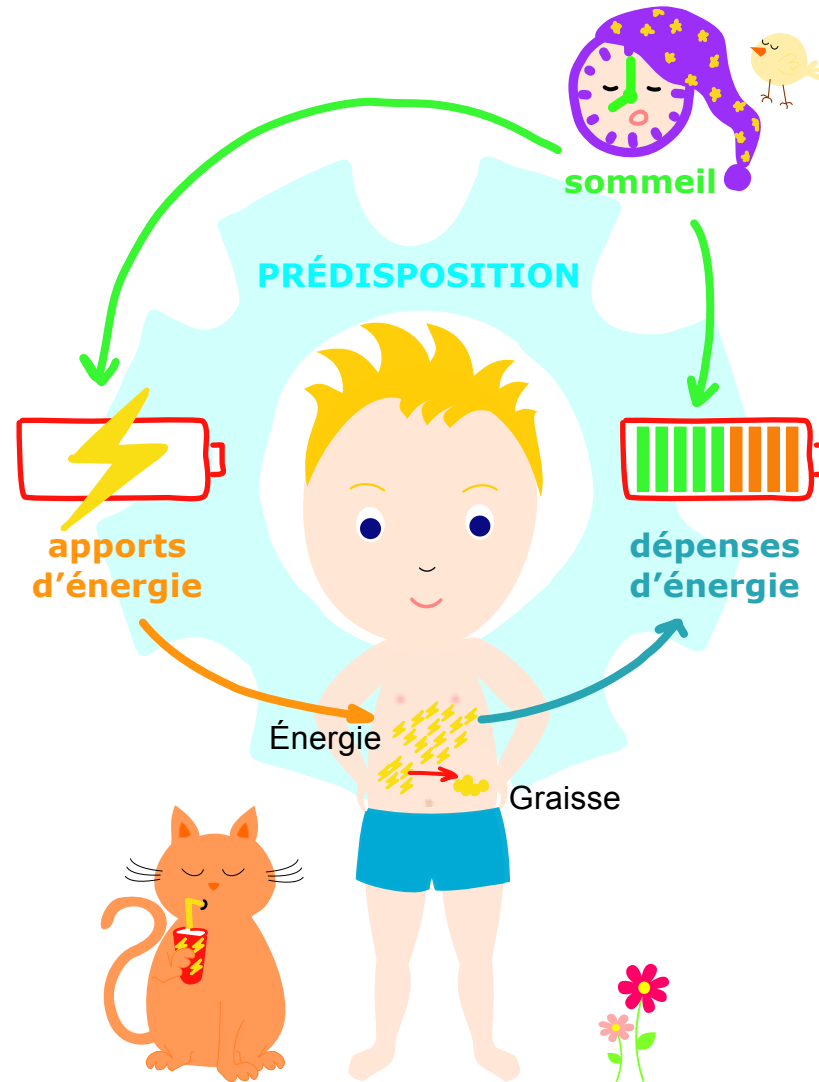 sommeil
PRÉDISPOSITION
apports
d’énergie
dépenses
d’énergie
Énergie
Graisse